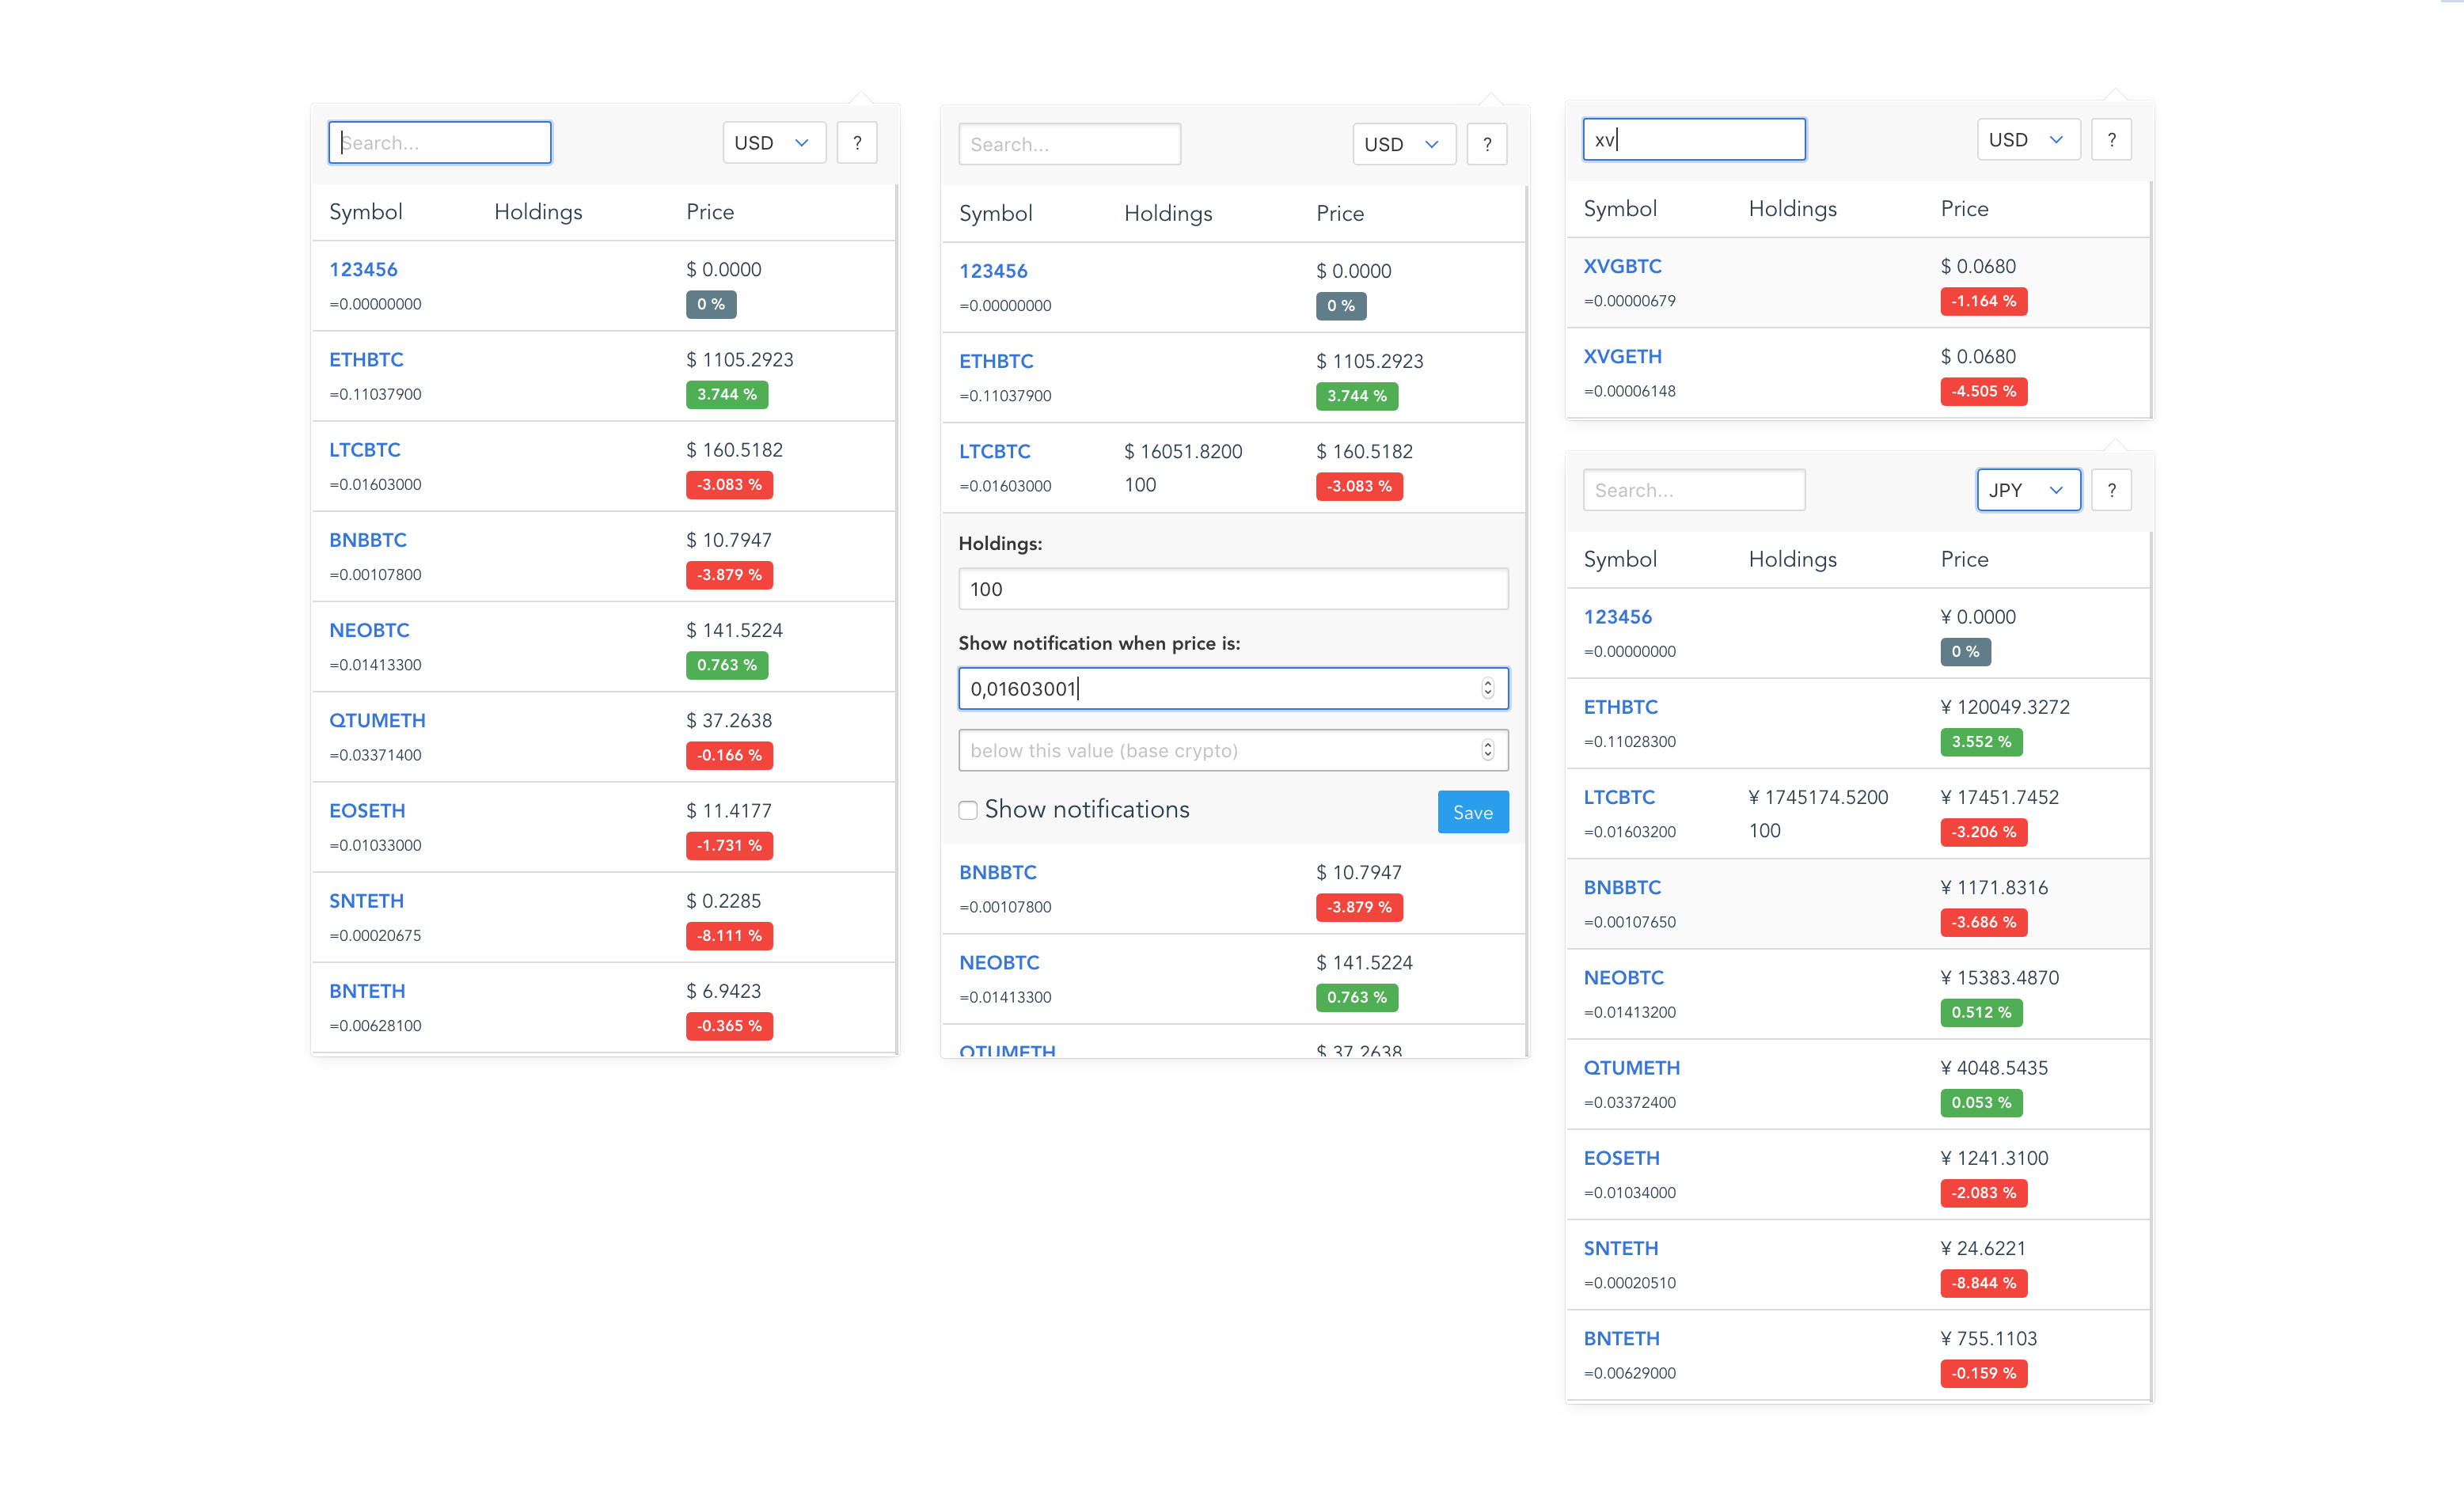 Search...
USD
?
Symbol Holdings Price
123456 $ 0.0000
=0.00000000 0 %
ETHBTC $ 1105.2923
=0.11037900 3.744 %
LTCBTC $ 160.5182
=0.01603000 -3.083 %
BNBBTC $ 10.7947
=0.00107800 -3.879 %
NEOBTC $ 141.5224
=0.01413300 0.763 %
QTUMETH $ 37.2638
=0.03371400 -0.166 %
EOSETH $ 11.4177
=0.01033000 -1.731 %
SNTETH $ 0.2285
=0.00020675 -8.111 %
BNTETH $ 6.9423
=0.00628100 -0.365 %
Search...
USD
?
Symbol Holdings Price
123456 $ 0.0000
=0.00000000 0 %
ETHBTC $ 1105.2923
=0.11037900 3.744 %
LTCBTC $ 16051.8200 $ 160.5182
=0.01603000 100 -3.083 %
Holdings:
100
Show notification when price is:
0,01603001
below this value (base crypto)
Show notifications Save
BNBBTC $ 10.7947
=0.00107800 -3.879 %
NEOBTC $ 141.5224
=0.01413300 0.763 %
QTUMETH $ 37.2638
xv
USD
?
Symbol Holdings Price
XVGBTC $ 0.0680
=0.00000679 -1.164 %
XVGETH $ 0.0680
=0.00006148 -4.505 %
Search...
JPY
?
Symbol Holdings Price
123456 ¥ 0.0000
=0.00000000 0 %
ETHBTC ¥ 120049.3272
=0.11028300 3.552 %
LTCBTC ¥ 1745174.5200 ¥ 17451.7452
=0.01603200 100 -3.206 %
BNBBTC ¥ 1171.8316
=0.00107650 -3.686 %
NEOBTC ¥ 15383.4870
=0.01413200 0.512 %
QTUMETH ¥ 4048.5435
=0.03372400 0.053 %
EOSETH ¥ 1241.3100
=0.01034000 -2.083 %
SNTETH ¥ 24.6221
=0.00020510 -8.844 %
BNTETH ¥ 755.1103
=0.00629000 -0.159 %